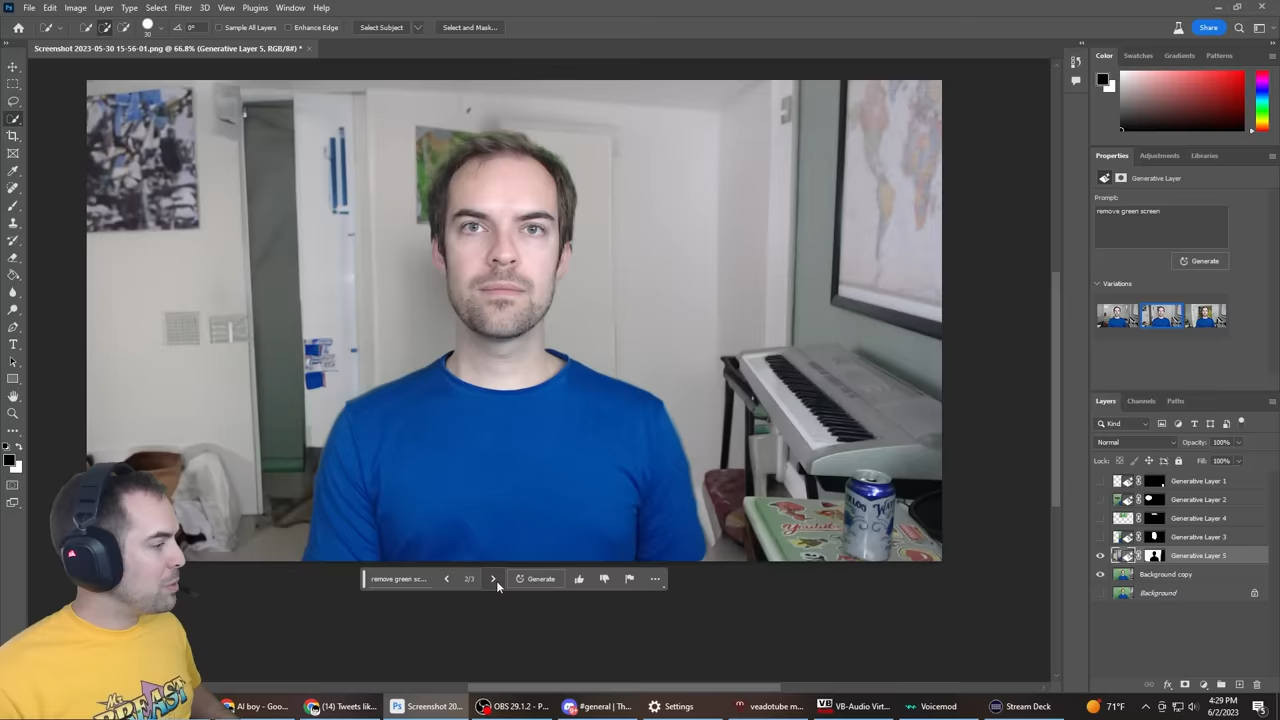 File Edit Image Layer Type Select Filter 3D View Plugins Window Help
30
0°
Sample All Layers
Enhance Edge
Select Subject
Select and Mask...
Share
Screenshot 2023-05-30 15-56-01.png @ 66.8% (Generative Layer 5, RGB/8#) *
Color Swatches Gradients Patterns
Properties Adjustments Libraries
Generative Layer
Prompt:
remove green screen
Generate
Variations
Layers Channels Paths
Kind
Normal
Opacity: 100%
Lock:
Fill: 100%
Generative Layer 1
Generative Layer 2
Generative Layer 4
Generative Layer 3
Generative Layer 5
Background copy
Background
remove green sc...
2/3
Generate
AI boy - Goo...
(14) Tweets lik...
Screenshot 20...
OBS 29.1.2 - P...
#general | Th...
Settings
veadotube m...
VB-Audio Virt...
Voicemod
Stream Deck
71°F
4:29 PM
6/2/2023